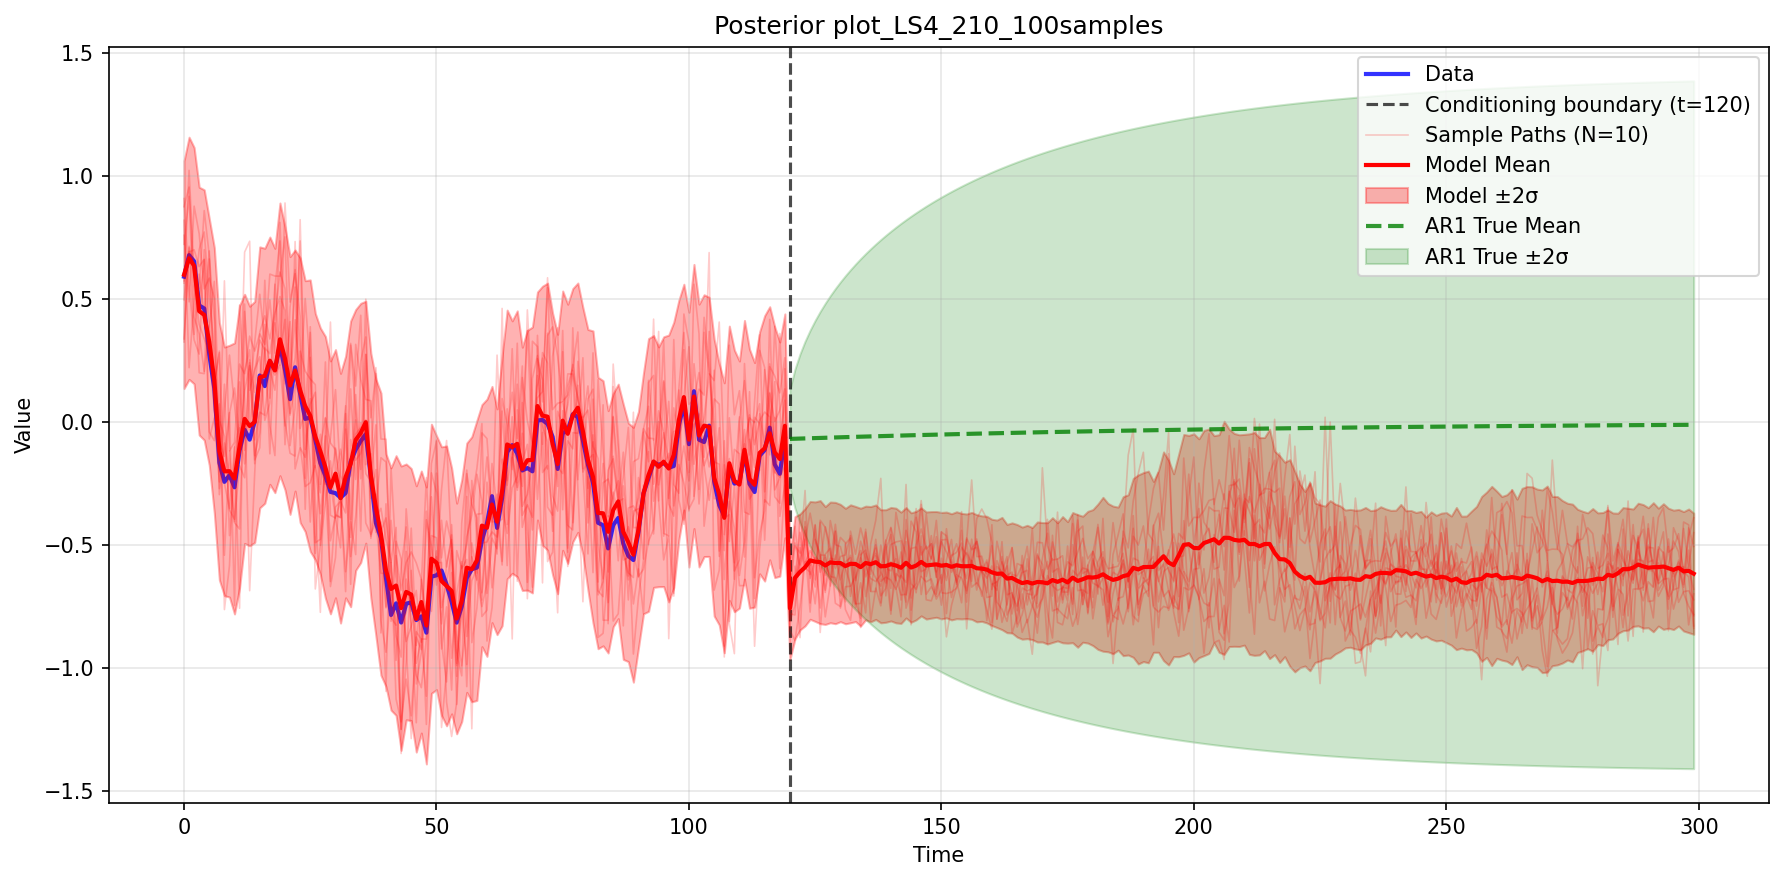 Posterior plot_LS4_210_100samples
Data
Conditioning boundary (t=120)
Sample Paths (N=10)
Model Mean
Model ±2σ
AR1 True Mean
AR1 True ±2σ
Value
1.5
1.0
0.5
0.0
−0.5
−1.0
−1.5
0
50
100
150
200
250
300
Time